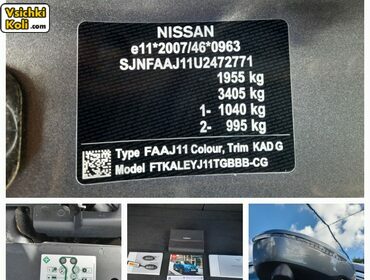 Vsichki
Koli.com
NISSAN
e11*2007/46*0963
SJNFAAJ11U2472771
1955 kg
3405 kg
1- 1040 kg
2- 995 kg
Type FAAJ11 Colour, Trim KAD G
Model FTKALEYJ11TGBBB-CG